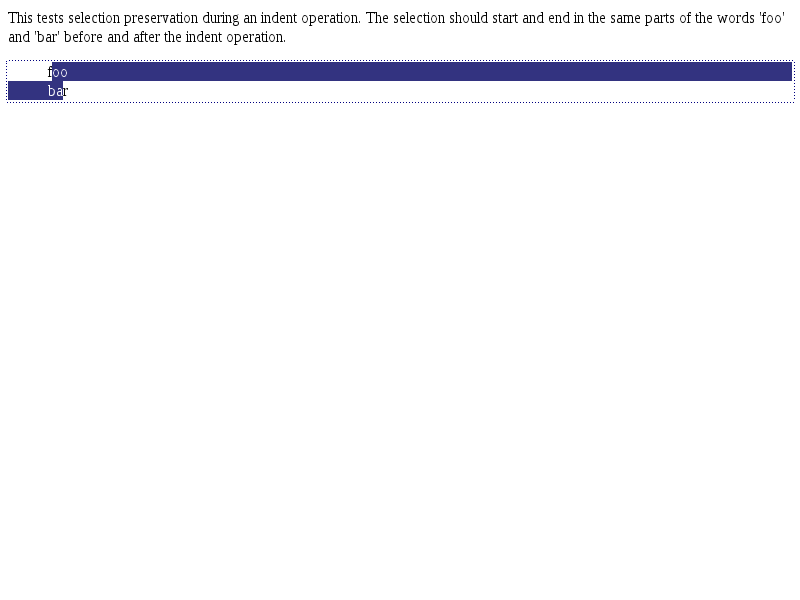 This tests selection preservation during an indent operation. The selection should start and end in the same parts of the words 'foo'
and 'bar' before and after the indent operation.
foo
bar